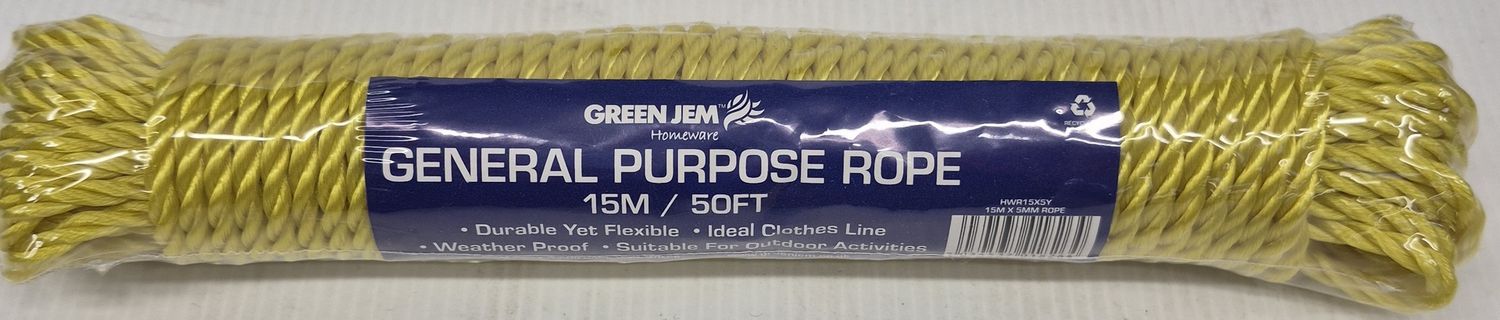 GREEN JEM™
Homeware
GENERAL PURPOSE ROPE
15M / 50FT
• Durable Yet Flexible • Ideal Clothes Line
• Weather Proof • Suitable For Outdoor Activities
HWR15X5Y
15M X 5MM ROPE